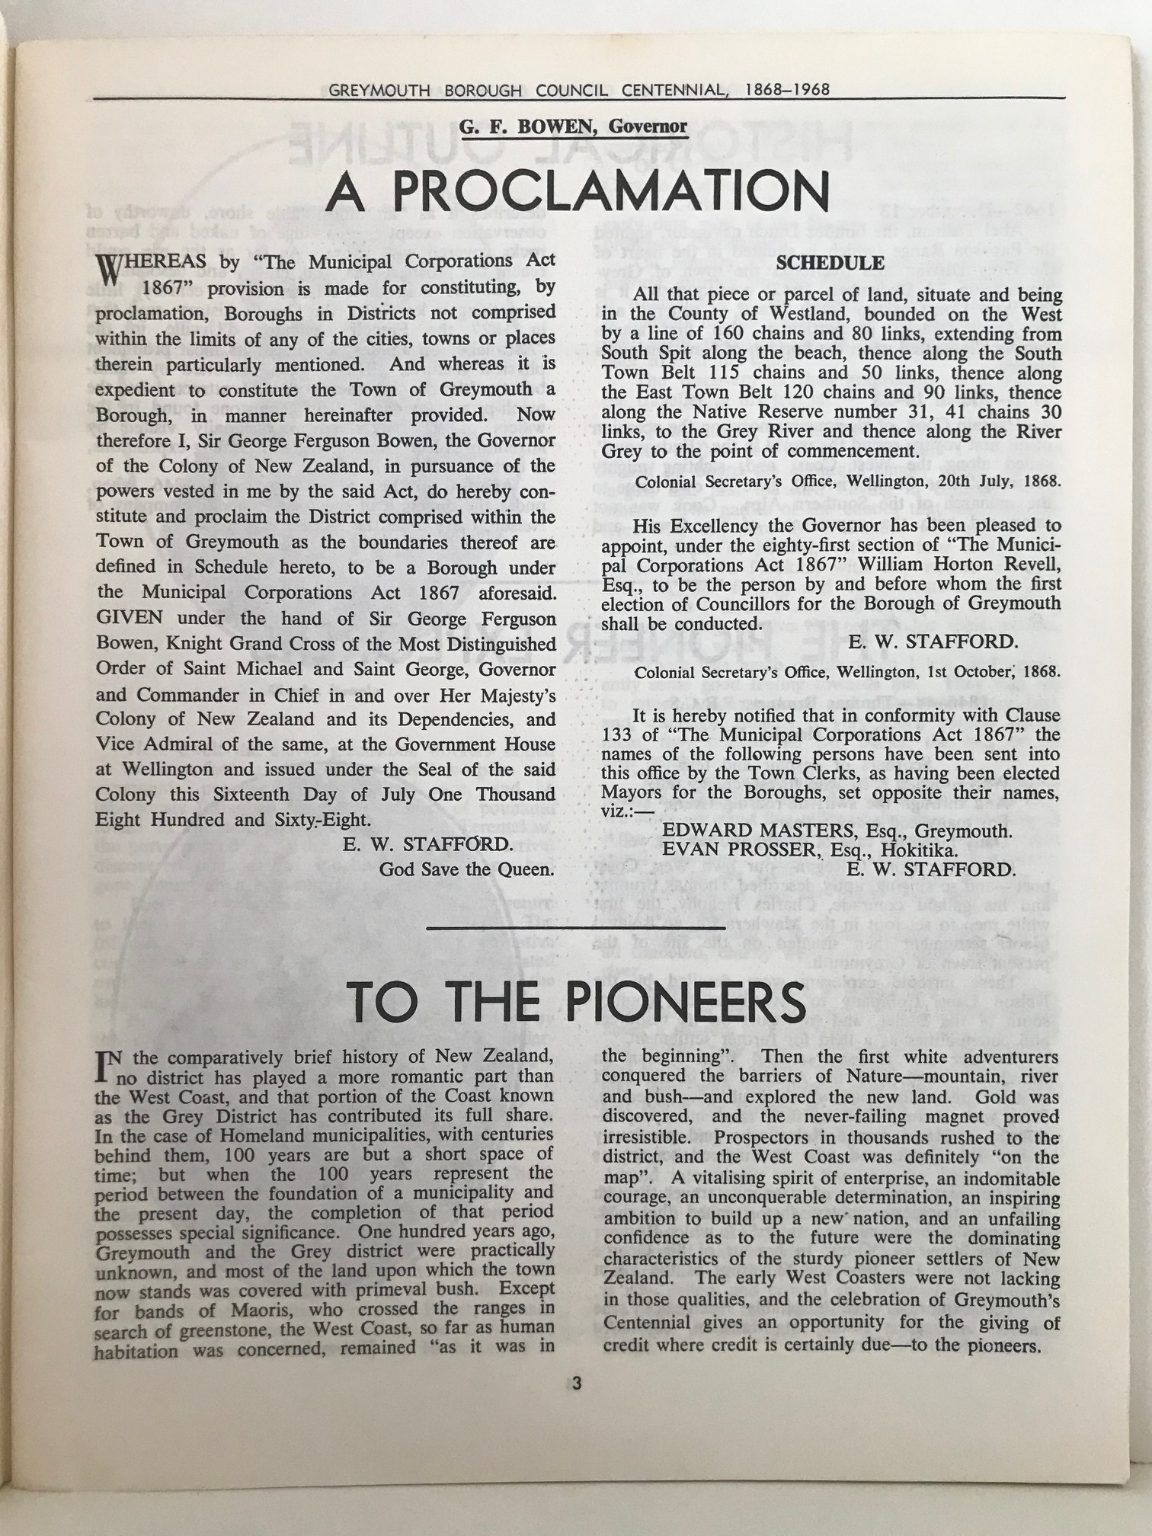 GREYMOUTH BOROUGH COUNCIL CENTENNIAL, 1868–1968
G. F. BOWEN, Governor
A PROCLAMATION
WHEREAS by “The Municipal Corporations Act
1867” provision is made for constituting, by
proclamation, Boroughs in Districts not comprised
within the limits of any of the cities, towns or places
therein particularly mentioned. And whereas it is
expedient to constitute the Town of Greymouth a
Borough, in manner hereinafter provided. Now
therefore I, Sir George Ferguson Bowen, the Governor
of the Colony of New Zealand, in pursuance of the
powers vested in me by the said Act, do hereby con-
stitute and proclaim the District comprised within the
Town of Greymouth as the boundaries thereof are
defined in Schedule hereto, to be a Borough under
the Municipal Corporations Act 1867 aforesaid.
GIVEN under the hand of Sir George Ferguson
Bowen, Knight Grand Cross of the Most Distinguished
Order of Saint Michael and Saint George, Governor
and Commander in Chief in and over Her Majesty’s
Colony of New Zealand and its Dependencies, and
Vice Admiral of the same, at the Government House
at Wellington and issued under the Seal of the said
Colony this Sixteenth Day of July One Thousand
Eight Hundred and Sixty-Eight.
E. W. STAFFORD.
God Save the Queen.
SCHEDULE
All that piece or parcel of land, situate and being
in the County of Westland, bounded on the West
by a line of 160 chains and 80 links, extending from
South Spit along the beach, thence along the South
Town Belt 115 chains and 50 links, thence along
the East Town Belt 120 chains and 90 links, thence
along the Native Reserve number 31, 41 chains 30
links, to the Grey River and thence along the River
Grey to the point of commencement.
Colonial Secretary’s Office, Wellington, 20th July, 1868.
His Excellency the Governor has been pleased to
appoint, under the eighty-first section of “The Munici-
pal Corporations Act 1867” William Horton Revell,
Esq., to be the person by and before whom the first
election of Councillors for the Borough of Greymouth
shall be conducted.
E. W. STAFFORD.
Colonial Secretary’s Office, Wellington, 1st October, 1868.
It is hereby notified that in conformity with Clause
133 of “The Municipal Corporations Act 1867” the
names of the following persons have been sent into
this office by the Town Clerks, as having been elected
Mayors for the Boroughs, set opposite their names,
viz.:—
EDWARD MASTERS, Esq., Greymouth.
EVAN PROSSER, Esq., Hokitika.
E. W. STAFFORD.
TO THE PIONEERS
IN the comparatively brief history of New Zealand,
no district has played a more romantic part than
the West Coast, and that portion of the Coast known
as the Grey District has contributed its full share.
In the case of Homeland municipalities, with centuries
behind them, 100 years are but a short space of
time; but when the 100 years represent the
period between the foundation of a municipality and
the present day, the completion of that period
possesses special significance. One hundred years ago,
Greymouth and the Grey district were practically
unknown, and most of the land upon which the town
now stands was covered with primeval bush. Except
for bands of Maoris, who crossed the ranges in
search of greenstone, the West Coast, so far as human
habitation was concerned, remained “as it was in
the beginning”. Then the first white adventurers
conquered the barriers of Nature—mountain, river
and bush—and explored the new land. Gold was
discovered, and the never-failing magnet proved
irresistible. Prospectors in thousands rushed to the
district, and the West Coast was definitely “on the
map”. A vitalising spirit of enterprise, an indomitable
courage, an unconquerable determination, an inspiring
ambition to build up a new nation, and an unfailing
confidence as to the future were the dominating
characteristics of the sturdy pioneer settlers of New
Zealand. The early West Coasters were not lacking
in those qualities, and the celebration of Greymouth’s
Centennial gives an opportunity for the giving of
credit where credit is certainly due—to the pioneers.
3